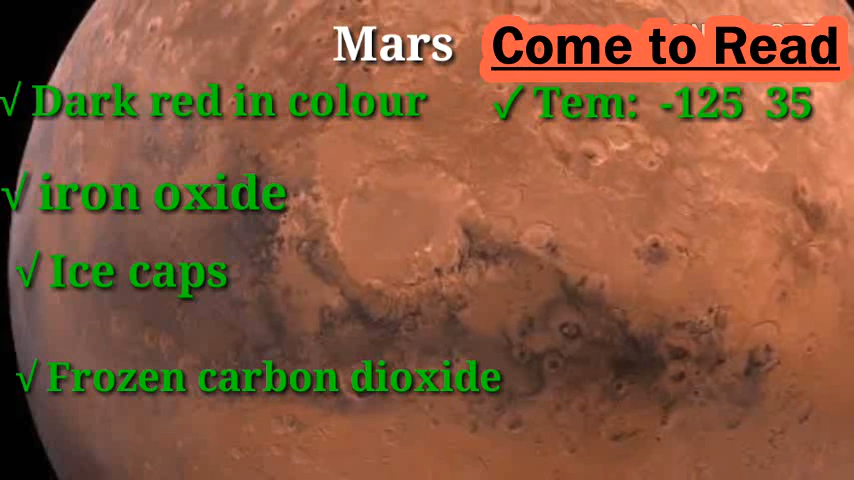 Mars
Come to Read
√ Dark red in colour
✓ Tem: -125 35
√ iron oxide
√ Ice caps
√ Frozen carbon dioxide